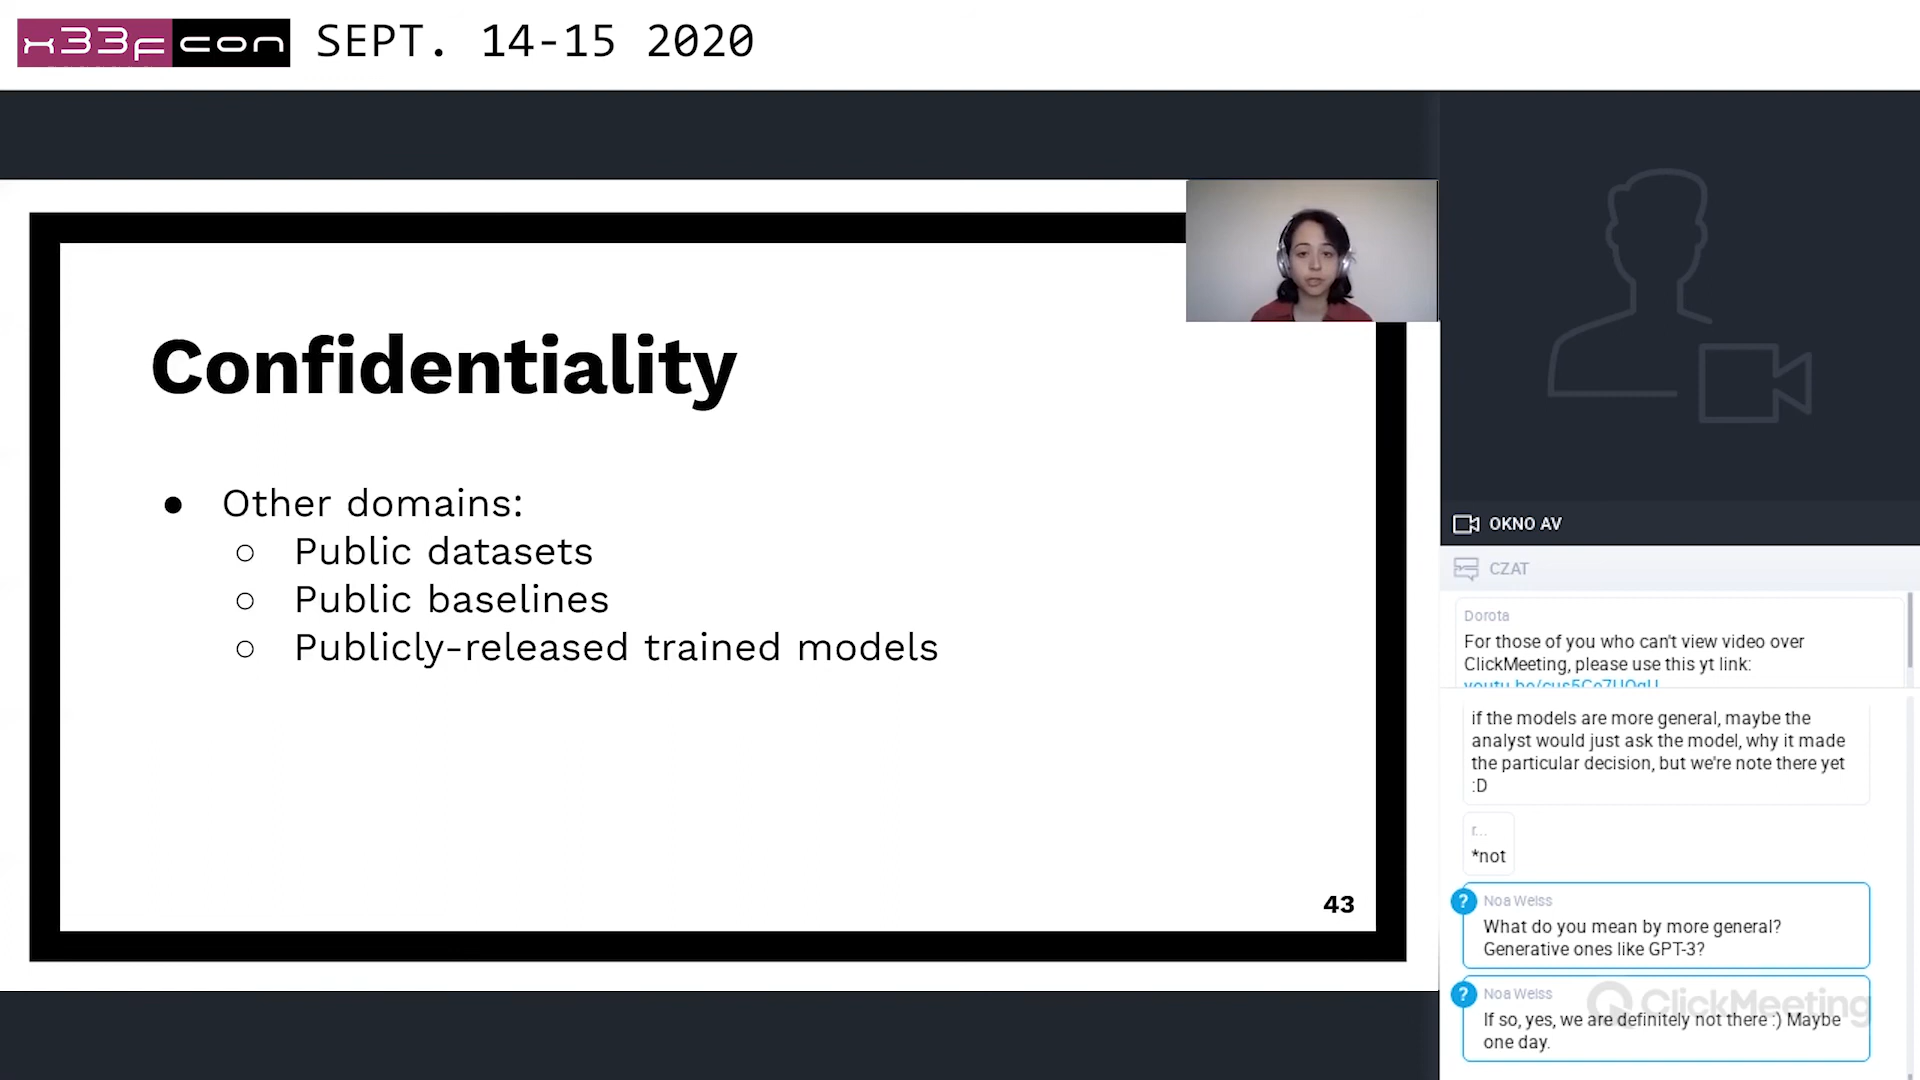 x33fcon SEPT. 14-15 2020
Confidentiality
● Other domains:
○ Public datasets
○ Public baselines
○ Publicly-released trained models
43
OKNO AV
CZAT
Dorota
For those of you who can't view video over
ClickMeeting, please use this yt link:
if the models are more general, maybe the
analyst would just ask the model, why it made
the particular decision, but we're note there yet
:D
r...
*not
? Noa Weiss
What do you mean by more general?
Generative ones like GPT-3?
? Noa Weiss
ClickMeeting
If so, yes, we are definitely not there :) Maybe
one day.